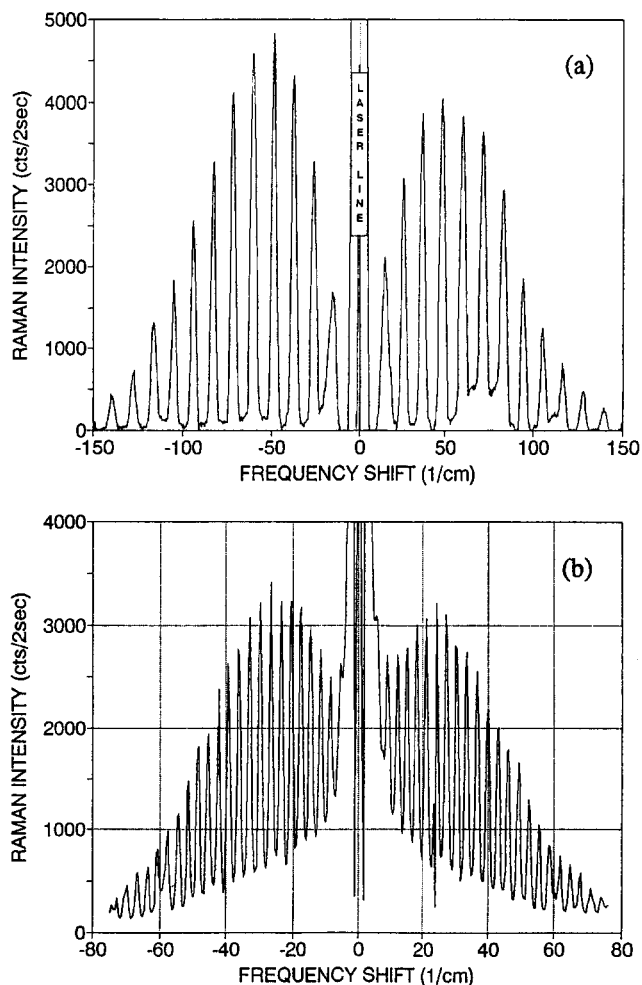 5000
(a)
4000
3000
2000
1000
0
RAMAN INTENSITY (cts/2sec)
LASER LINE
-150 -100 -50 0 50 100 150
FREQUENCY SHIFT (1/cm)
4000
(b)
3000
2000
1000
0
RAMAN INTENSITY (cts/2sec)
-80 -60 -40 -20 0 20 40 60 80
FREQUENCY SHIFT (1/cm)